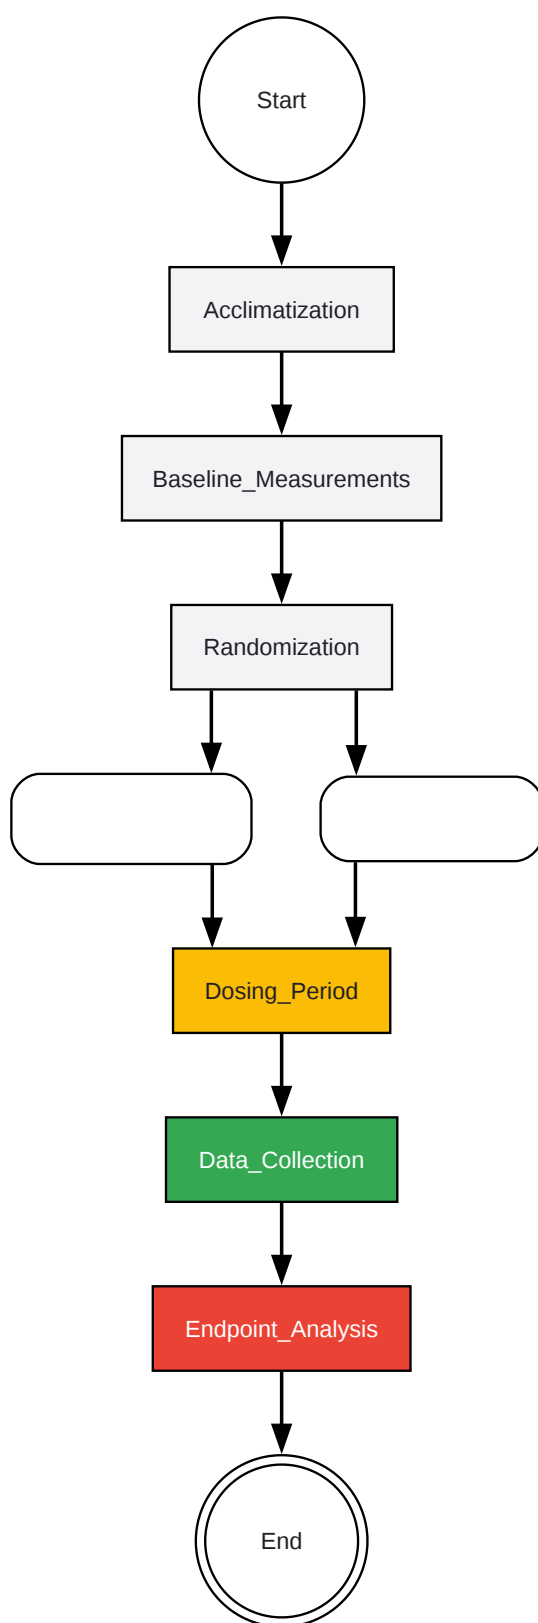 Start
Acclimatization
Baseline_Measurements
Randomization
Dosing_Period
Data_Collection
Endpoint_Analysis
End